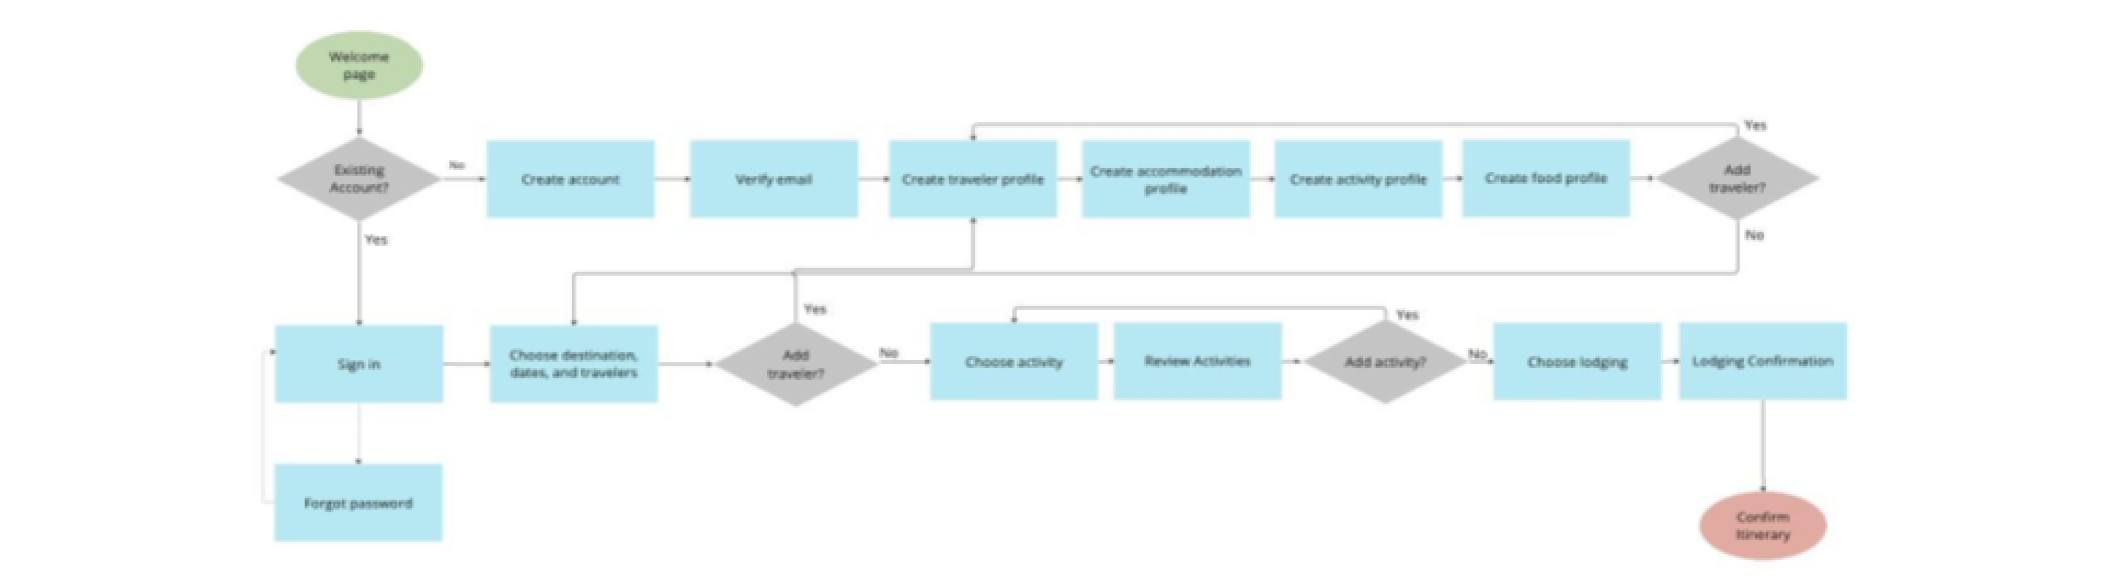 Welcome
page
Yes
Existing
Account?
No
Create account
Verify email
Create traveler profile
Create accommodation
profile
Create activity profile
Create food profile
Add
traveler?
Yes
No
Yes
Yes
Sign in
Choose destination,
dates, and travelers
Add
traveler?
No
Choose activity
Review Activities
Add activity?
No
Choose lodging
Lodging Confirmation
Forgot password
Confirm
Itinerary